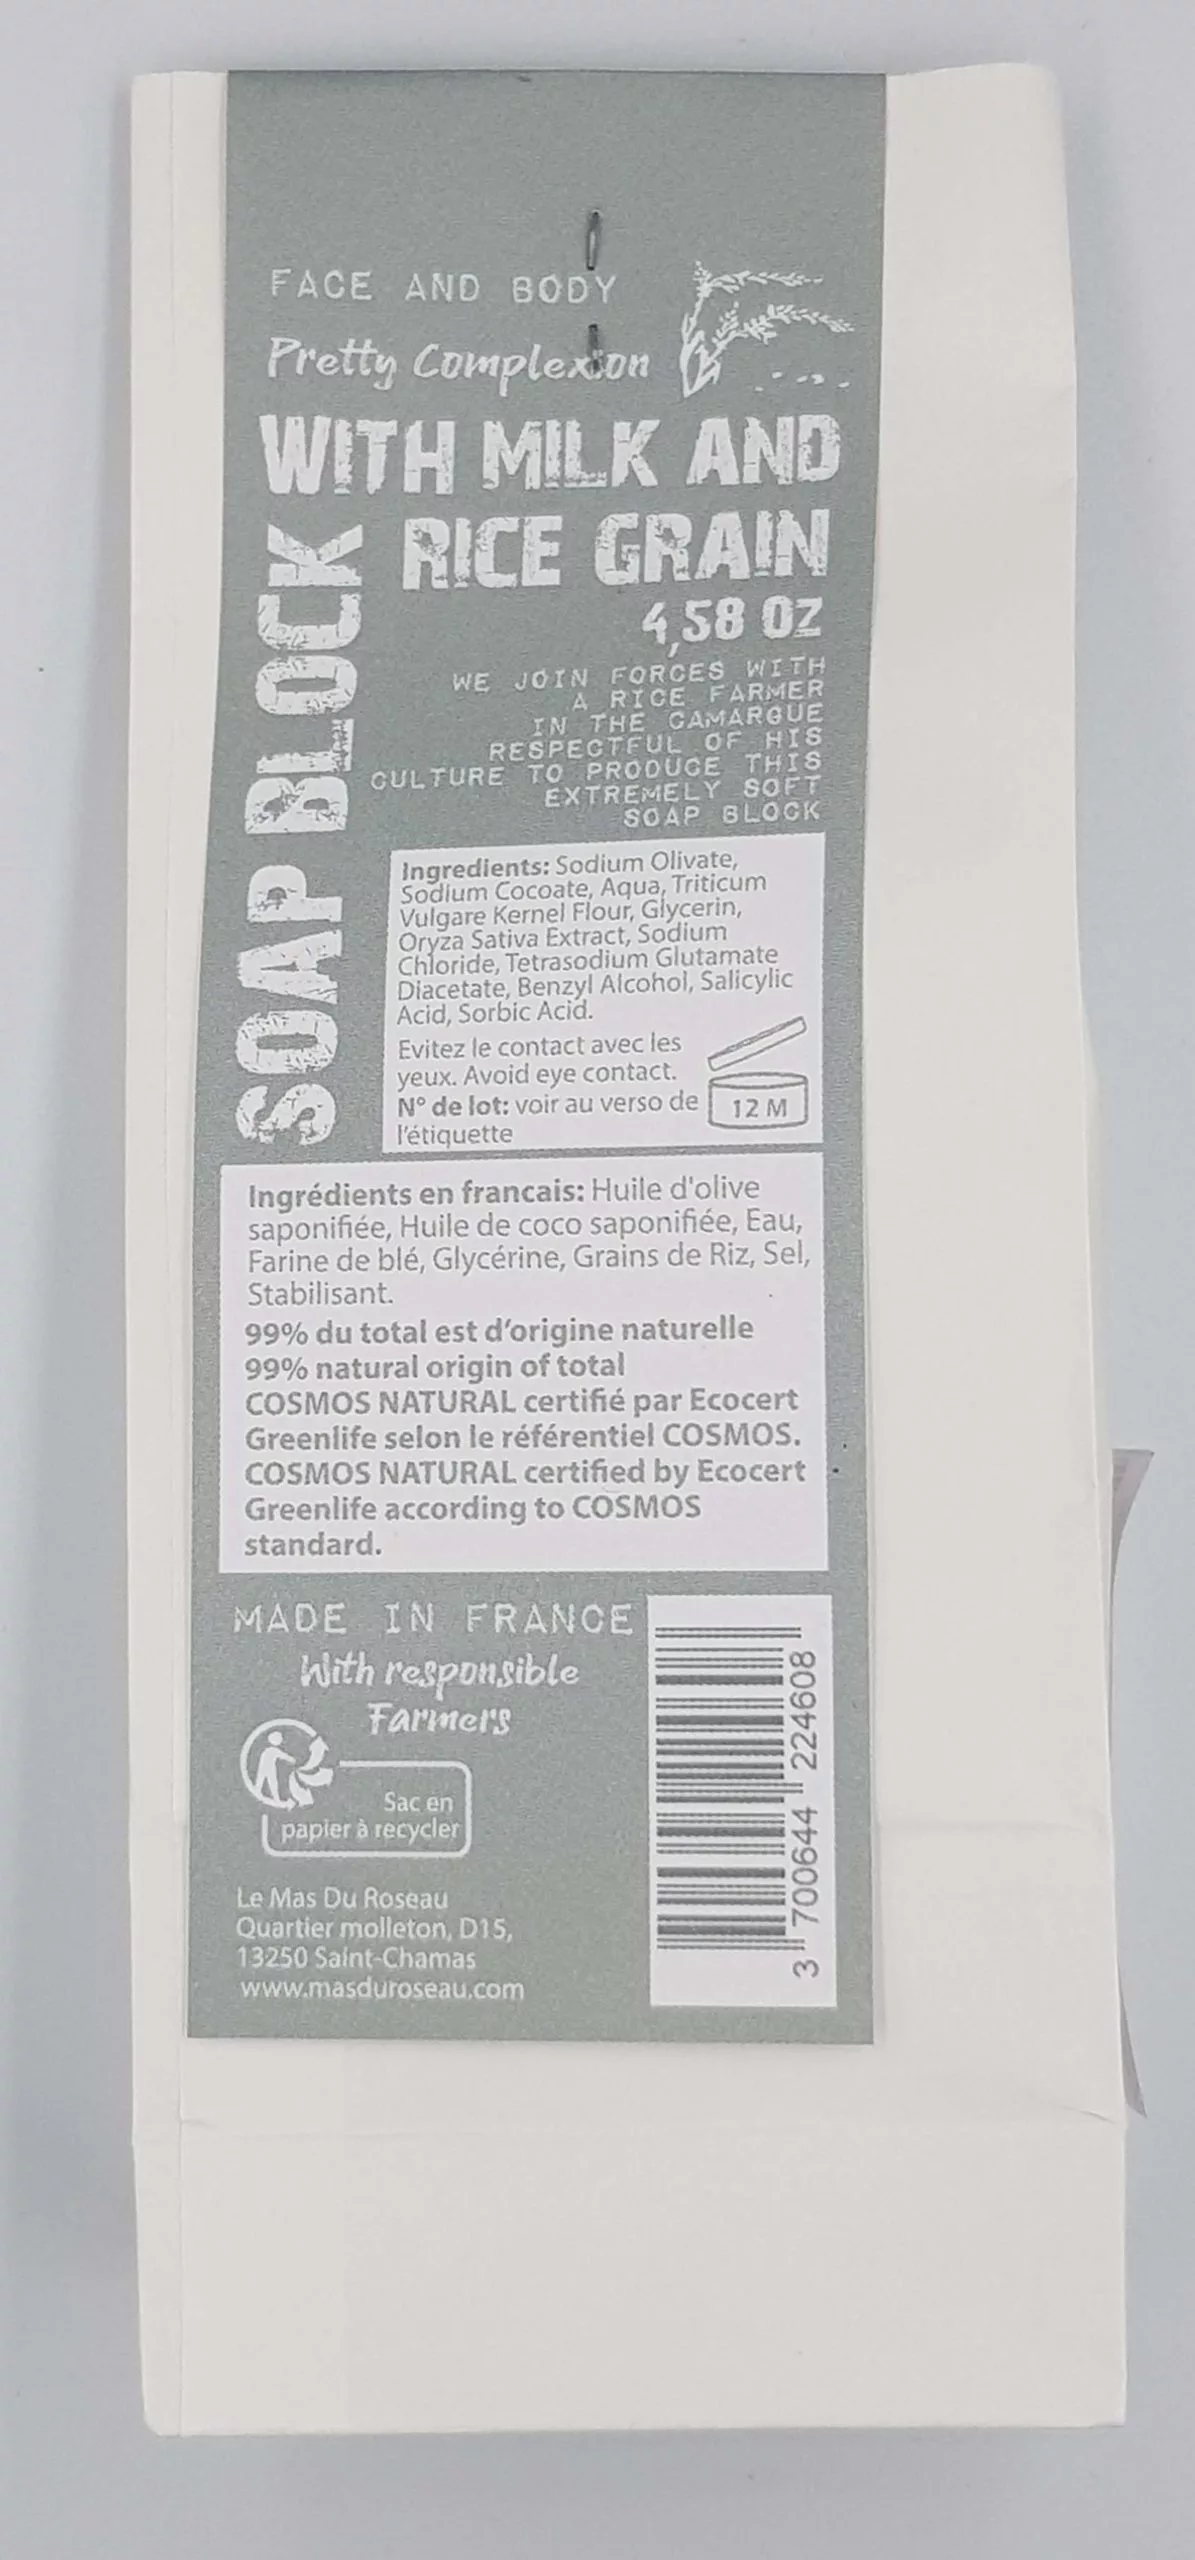 FACE AND BODY
Pretty Complexion
WITH MILK AND
RICE GRAIN
SOAP BLOCK
4,58 OZ
WE JOIN FORCES WITH
A RICE FARMER
IN THE CAMARGUE
RESPECTFUL OF HIS
CULTURE TO PRODUCE THIS
EXTREMELY SOFT
SOAP BLOCK
Ingredients: Sodium Olivate,
Sodium Cocoate, Aqua, Triticum
Vulgare Kernel Flour, Glycerin,
Oryza Sativa Extract, Sodium
Chloride, Tetrasodium Glutamate
Diacetate, Benzyl Alcohol, Salicylic
Acid, Sorbic Acid.
Evitez le contact avec les
yeux. Avoid eye contact.
N° de lot: voir au verso de
l'étiquette
12 M
Ingrédients en francais: Huile d'olive
saponifiée, Huile de coco saponifiée, Eau,
Farine de blé, Glycérine, Grains de Riz, Sel,
Stabilisant.
99% du total est d'origine naturelle
99% natural origin of total
COSMOS NATURAL certifié par Ecocert
Greenlife selon le référentiel COSMOS.
COSMOS NATURAL certified by Ecocert
Greenlife according to COSMOS
standard.
MADE IN FRANCE
With responsible
Farmers
Sac en
papier à recycler
Le Mas Du Roseau
Quartier molleton, D15,
13250 Saint-Chamas
www.masduroseau.com
3 700644 224608